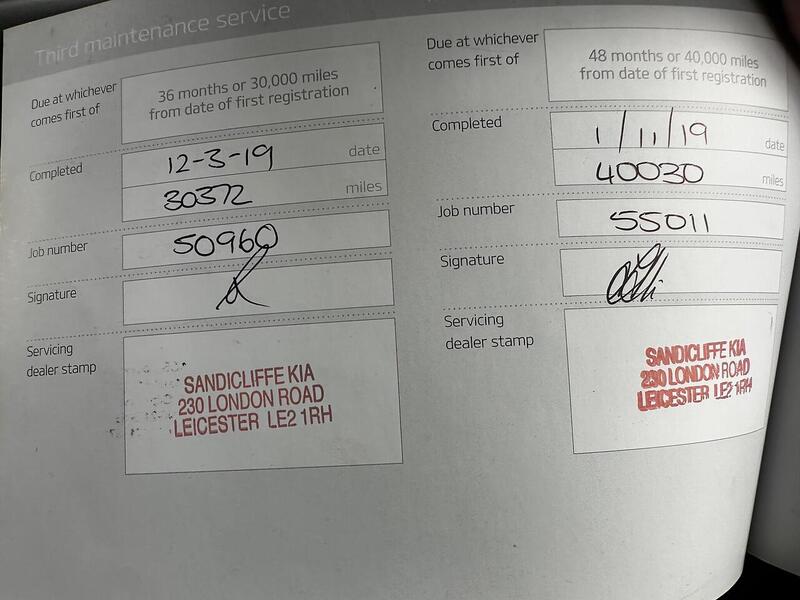 Third maintenance service
Due at whichever
comes first of
36 months or 30,000 miles
from date of first registration
Completed
12-3-19
date
30372
miles
Job number
50960
Signature
Servicing
dealer stamp
SANDICLIFFE KIA
230 LONDON ROAD
LEICESTER LE2 1RH
Due at whichever
comes first of
48 months or 40,000 miles
from date of first registration
Completed
1/11/19
date
40030
miles
Job number
55011
Signature
Servicing
dealer stamp
SANDICLIFFE KIA
230 LONDON ROAD
LEICESTER LE2 1RH